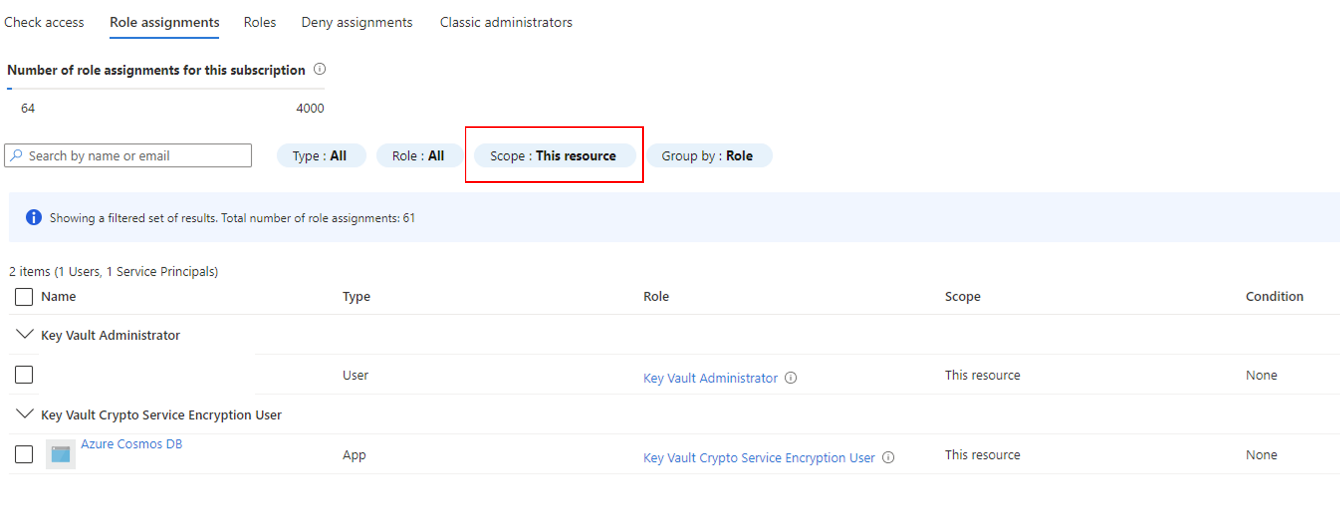 Check access Role assignments Roles Deny assignments Classic administrators
Number of role assignments for this subscription
64 4000
Search by name or email Type : All Role : All Scope : This resource Group by : Role
Showing a filtered set of results. Total number of role assignments: 61
2 items (1 Users, 1 Service Principals)
Name Type Role Scope Condition
Key Vault Administrator
User Key Vault Administrator This resource None
Key Vault Crypto Service Encryption User
Azure Cosmos DB App Key Vault Crypto Service Encryption User This resource None